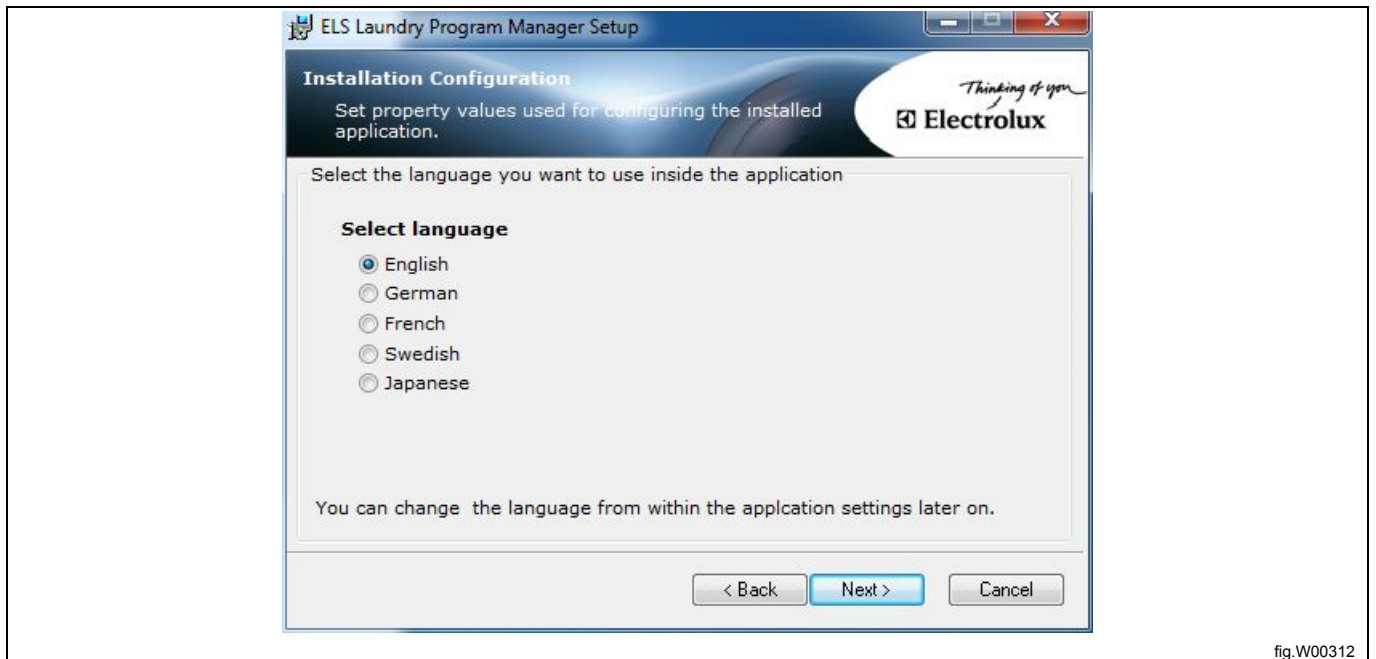 ELS Laundry Program Manager Setup
Installation Configuration
Set property values used for configuring the installed
application.
Thinking of you
Electrolux
Select the language you want to use inside the application
Select language
English
German
French
Swedish
Japanese
You can change  the language from within the applcation settings later on.
< Back Next > Cancel
fig.W00312